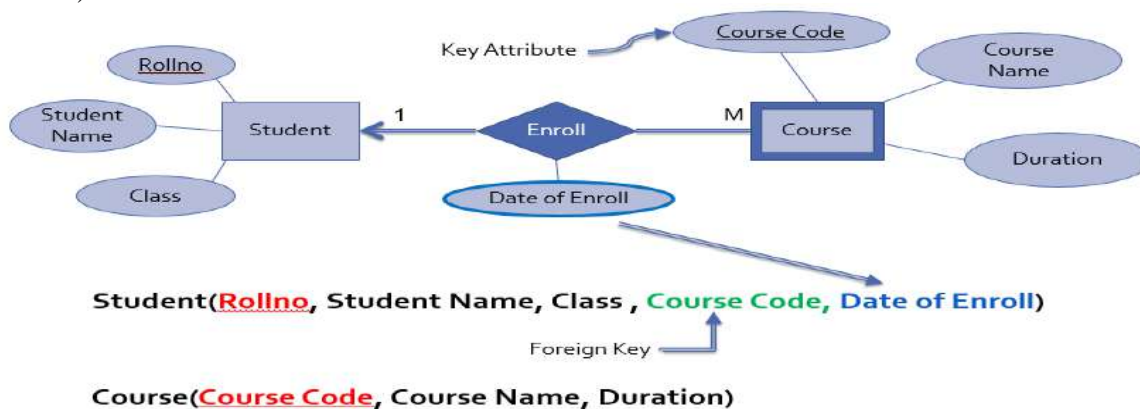 Key Attribute
Course Code
Rollno
Course
Name
Student
Name
Student
1
Enroll
M
Course
Class
Date of Enroll
Duration
Student(Rollno, Student Name, Class , Course Code, Date of Enroll)
Foreign Key
Course(Course Code, Course Name, Duration)